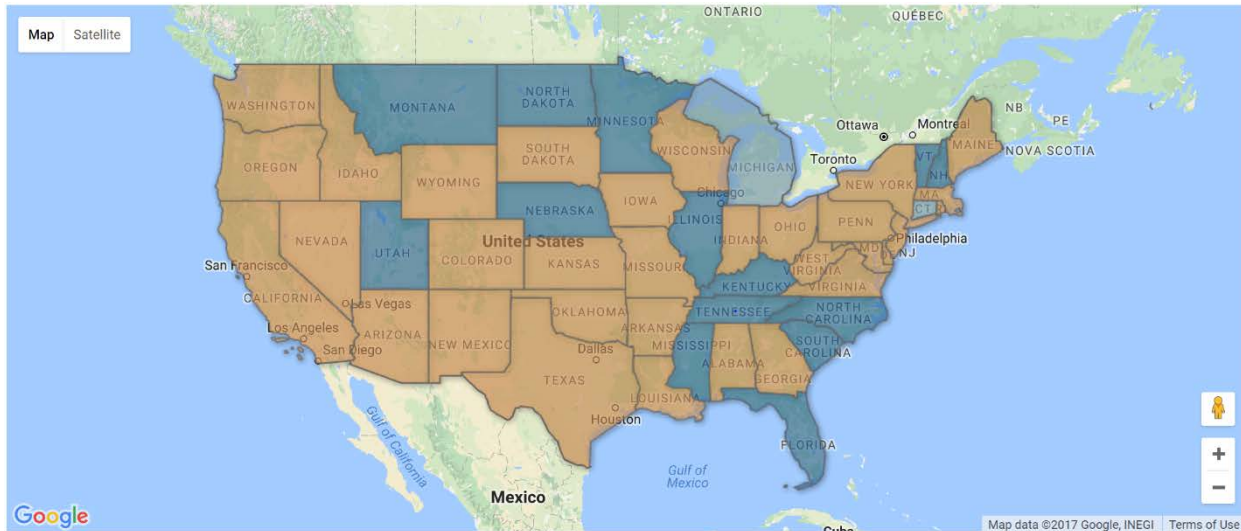 ONTARIO
QUÉBEC
Map Satellite
WASHINGTON
MONTANA
NORTH
DAKOTA
MINNESOTA
NB
PE
Ottawa
Montreal
MAINE
NOVA SCOTIA
VT
NH
OREGON
IDAHO
SOUTH
DAKOTA
WISCONSIN
MICHIGAN
Toronto
WYOMING
NEW YORK
MA
CT
Chicago
IOWA
NEBRASKA
ILLINOIS
INDIANA
OHIO
PENN
Philadelphia
MD
DE
NJ
NEVADA
UTAH
United States
COLORADO
KANSAS
MISSOURI
WEST
VIRGINIA
VIRGINIA
KENTUCKY
San Francisco
CALIFORNIA
Las Vegas
TENNESSEE
NORTH
CAROLINA
OKLAHOMA
ARKANSAS
Los Angeles
ARIZONA
NEW MEXICO
MISSISSIPPI
SOUTH
CAROLINA
San Diego
Dallas
ALABAMA
GEORGIA
TEXAS
LOUISIANA
Houston
FLORIDA
Gulf of California
Gulf of
Mexico
Mexico
Cuba
+
−
Google
Map data ©2017 Google, INEGI Terms of Use